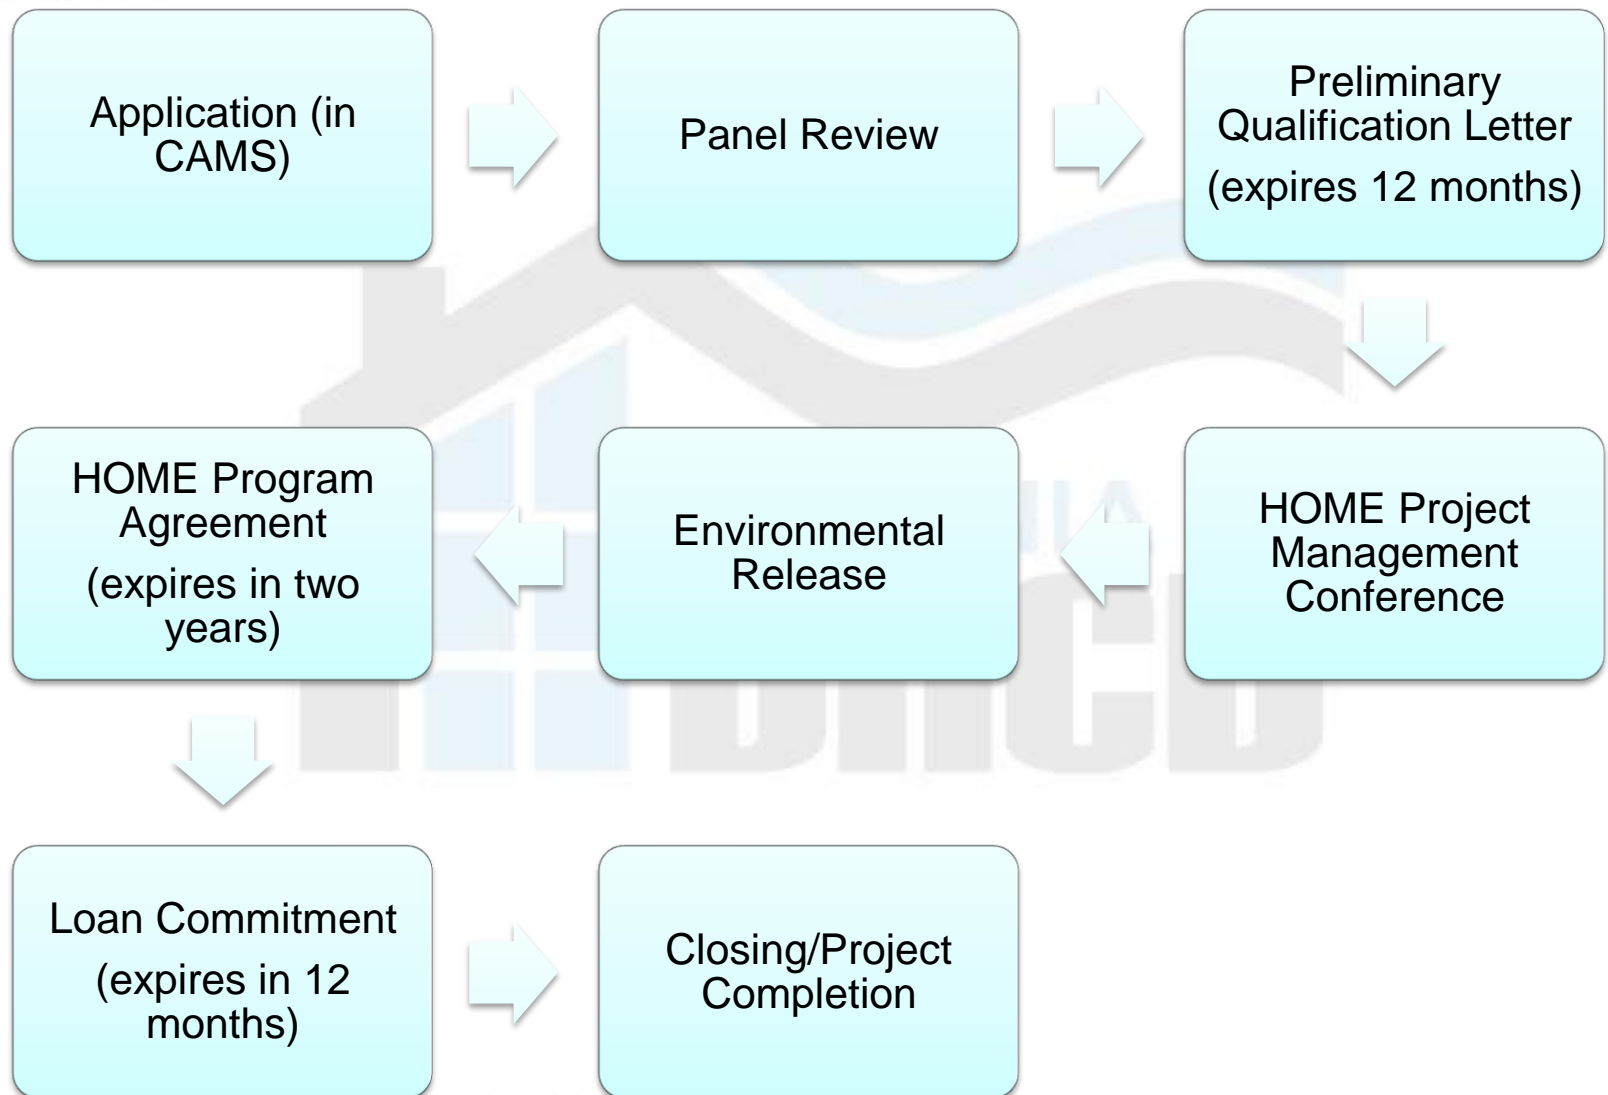 Application (in
CAMS)
Panel Review
Preliminary
Qualification Letter
(expires 12 months)
HOME Project
Management
Conference
Environmental
Release
HOME Program
Agreement
(expires in two
years)
Loan Commitment
(expires in 12
months)
Closing/Project
Completion